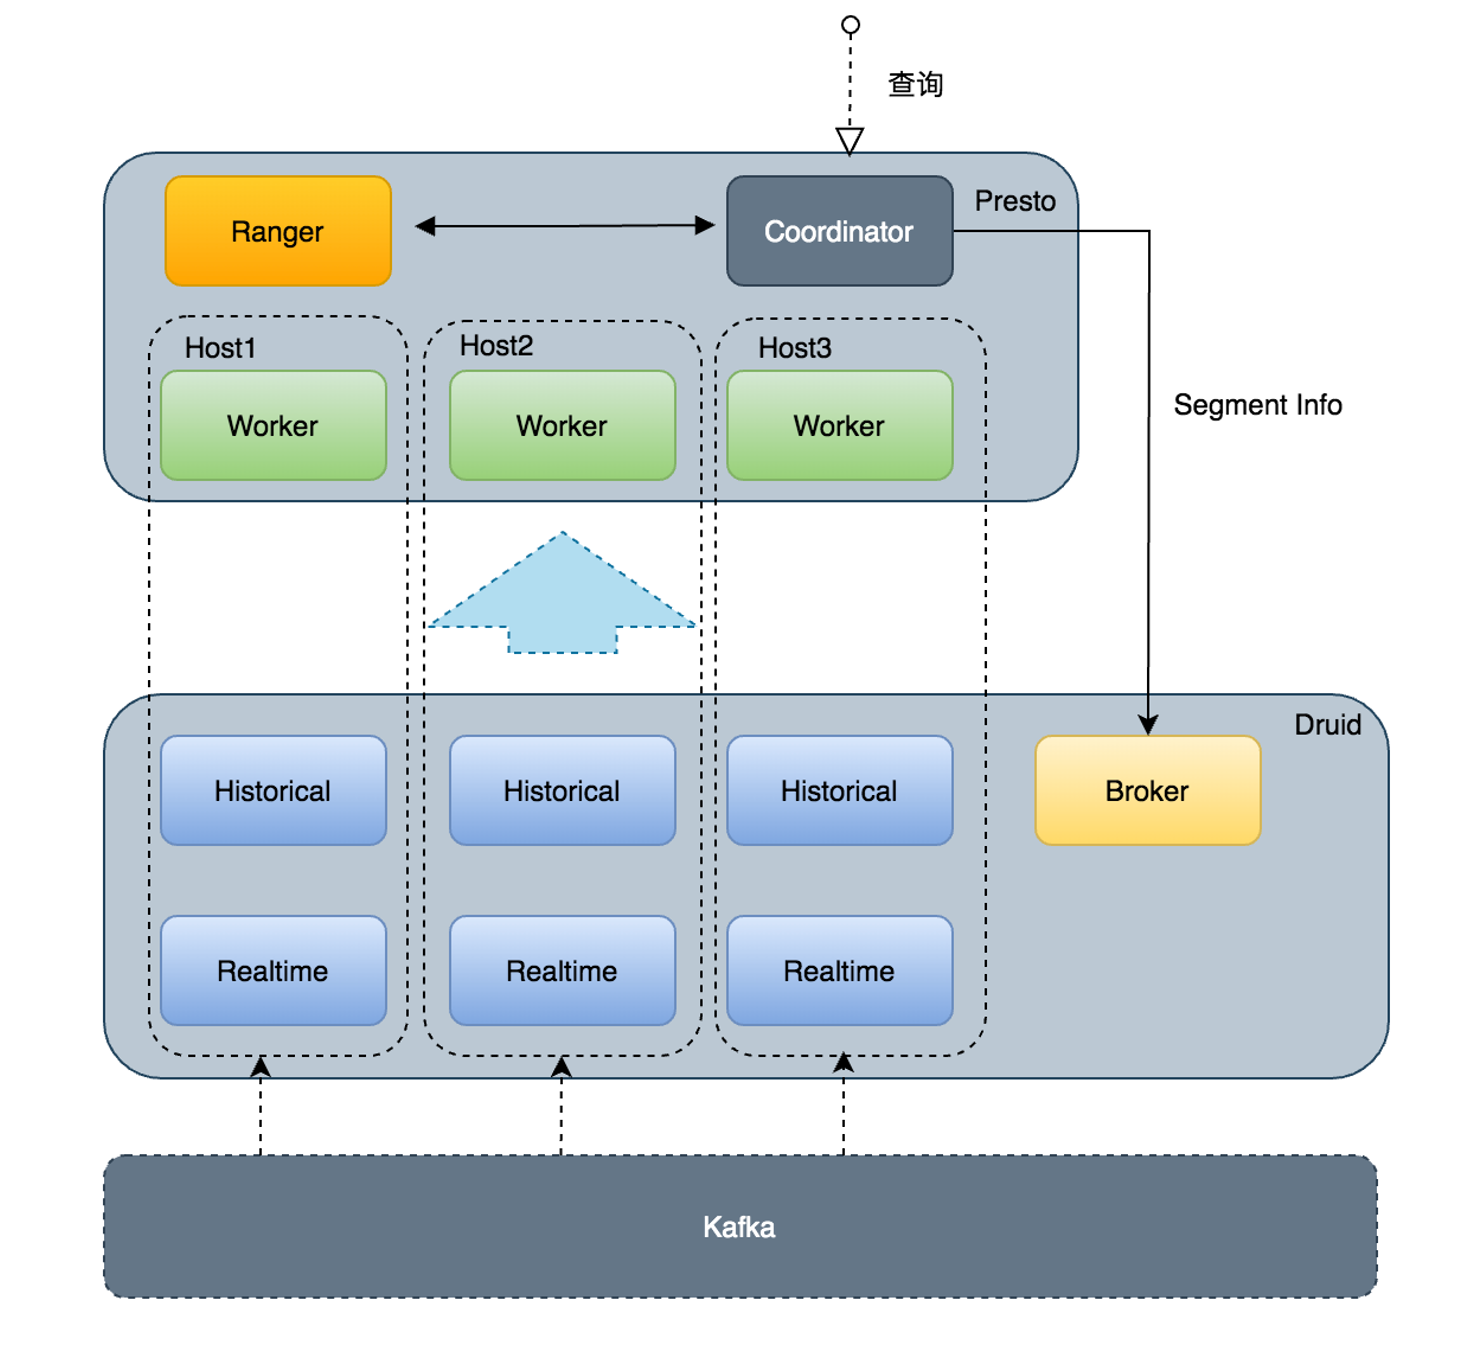 查询
Ranger
Coordinator
Presto
Host1
Host2
Host3
Worker
Worker
Worker
Segment Info
Druid
Historical
Historical
Historical
Broker
Realtime
Realtime
Realtime
Kafka